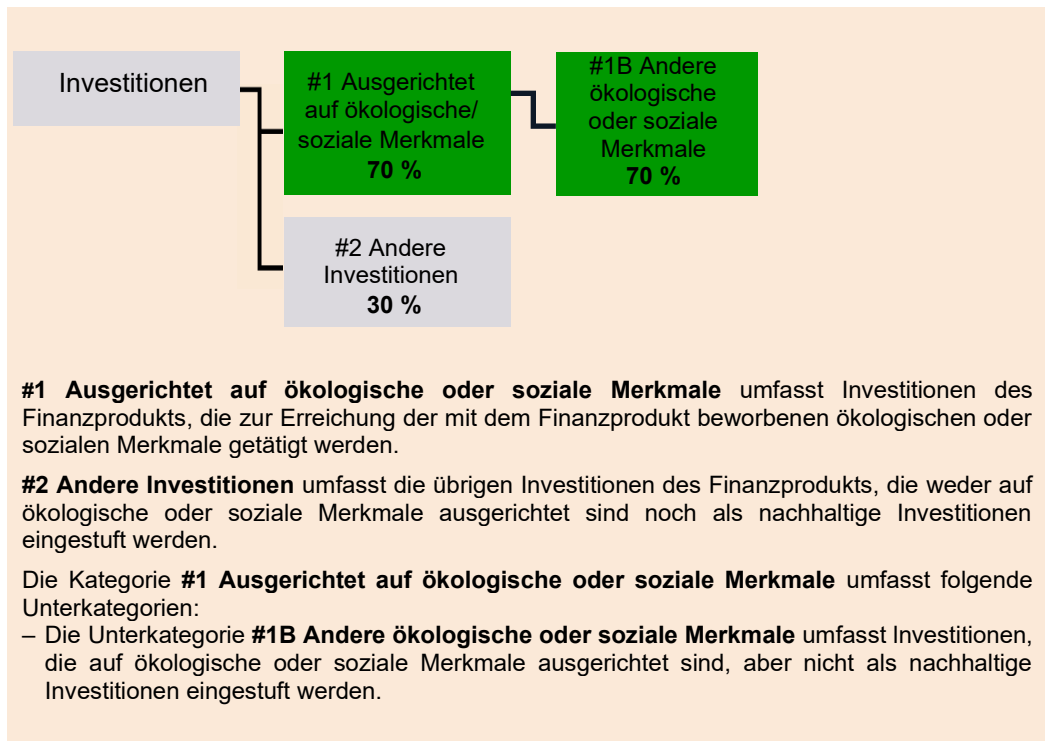 Investitionen
#1 Ausgerichtet
auf ökologische/
soziale Merkmale
70 %
#1B Andere
ökologische
oder soziale
Merkmale
70 %
#2 Andere
Investitionen
30 %
#1 Ausgerichtet auf ökologische oder soziale Merkmale umfasst Investitionen des
Finanzprodukts, die zur Erreichung der mit dem Finanzprodukt beworbenen ökologischen oder
sozialen Merkmale getätigt werden.
#2 Andere Investitionen umfasst die übrigen Investitionen des Finanzprodukts, die weder auf
ökologische oder soziale Merkmale ausgerichtet sind noch als nachhaltige Investitionen
eingestuft werden.
Die Kategorie #1 Ausgerichtet auf ökologische oder soziale Merkmale umfasst folgende
Unterkategorien:
– Die Unterkategorie #1B Andere ökologische oder soziale Merkmale umfasst Investitionen,
die auf ökologische oder soziale Merkmale ausgerichtet sind, aber nicht als nachhaltige
Investitionen eingestuft werden.